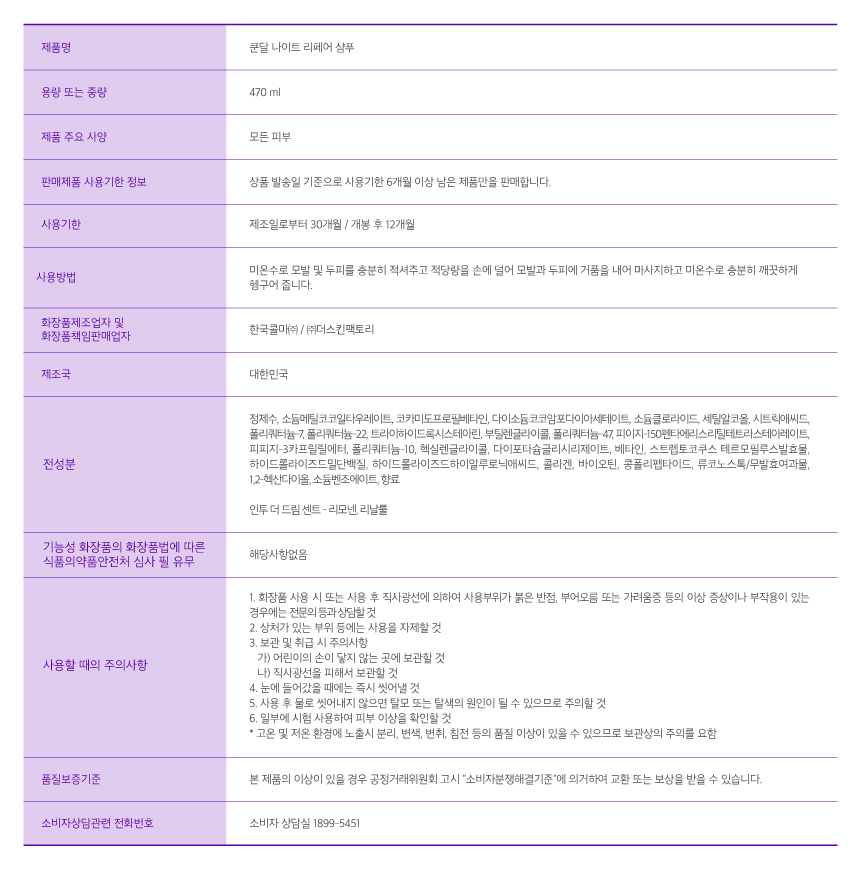 제품명
쿤달 나이트 리페어 샴푸
용량 또는 중량
470 ml
제품 주요 사양
모든 피부
판매제품 사용기한 정보
상품 발송일 기준으로 사용기한 6개월 이상 남은 제품만을 판매합니다.
사용기한
제조일로부터 30개월 / 개봉 후 12개월
사용방법
미온수로 모발 및 두피를 충분히 적셔주고 적당량을 손에 덜어 모발과 두피에 거품을 내어 마사지하고 미온수로 충분히 깨끗하게
헹구어 줍니다.
화장품제조업자 및
화장품책임판매업자
한국콜마㈜ / ㈜더스킨팩토리
제조국
대한민국
전성분
정제수, 소듐메틸코코일타우레이트, 코카미도프로필베타인, 다이소듐코코암포다이아세테이트, 소듐클로라이드, 세틸알코올, 시트릭애씨드,
폴리쿼터늄-7, 폴리쿼터늄-22, 트라이하이드록시스테아린, 부틸렌글라이콜, 폴리쿼터늄-47, 피이지-150펜타에리스리틸테트라스테아레이트,
피피지-3카프릴릴에터, 폴리쿼터늄-10, 헥실렌글라이콜, 다이포타슘글리시리제이트, 베타인, 스트렙토코쿠스 테르모필루스발효물,
하이드롤라이즈드밀단백질, 하이드롤라이즈드하이알루로닉애씨드, 콜라겐, 바이오틴, 콩폴리펩타이드, 류코노스톡/무발효여과물,
1,2-헥산다이올, 소듐벤조에이트, 향료
인투 더 드림 센트 - 리모넨, 리날룰
기능성 화장품의 화장품법에 따른
식품의약품안전처 심사 필 유무
해당사항없음
사용할 때의 주의사항
1. 화장품 사용 시 또는 사용 후 직사광선에 의하여 사용부위가 붉은 반점, 부어오름 또는 가려움증 등의 이상 증상이나 부작용이 있는
경우에는 전문의 등과 상담할 것
2. 상처가 있는 부위 등에는 사용을 자제할 것
3. 보관 및 취급 시 주의사항
가) 어린이의 손이 닿지 않는 곳에 보관할 것
나) 직사광선을 피해서 보관할 것
4. 눈에 들어갔을 때에는 즉시 씻어낼 것
5. 사용 후 물로 씻어내지 않으면 탈모 또는 탈색의 원인이 될 수 있으므로 주의할 것
6. 일부에 시험 사용하여 피부 이상을 확인할 것
* 고온 및 저온 환경에 노출시 분리, 변색, 변취, 침전 등의 품질 이상이 있을 수 있으므로 보관상의 주의를 요함
품질보증기준
본 제품의 이상이 있을 경우 공정거래위원회 고시 "소비자분쟁해결기준"에 의거하여 교환 또는 보상을 받을 수 있습니다.
소비자상담관련 전화번호
소비자 상담실 1899-5451